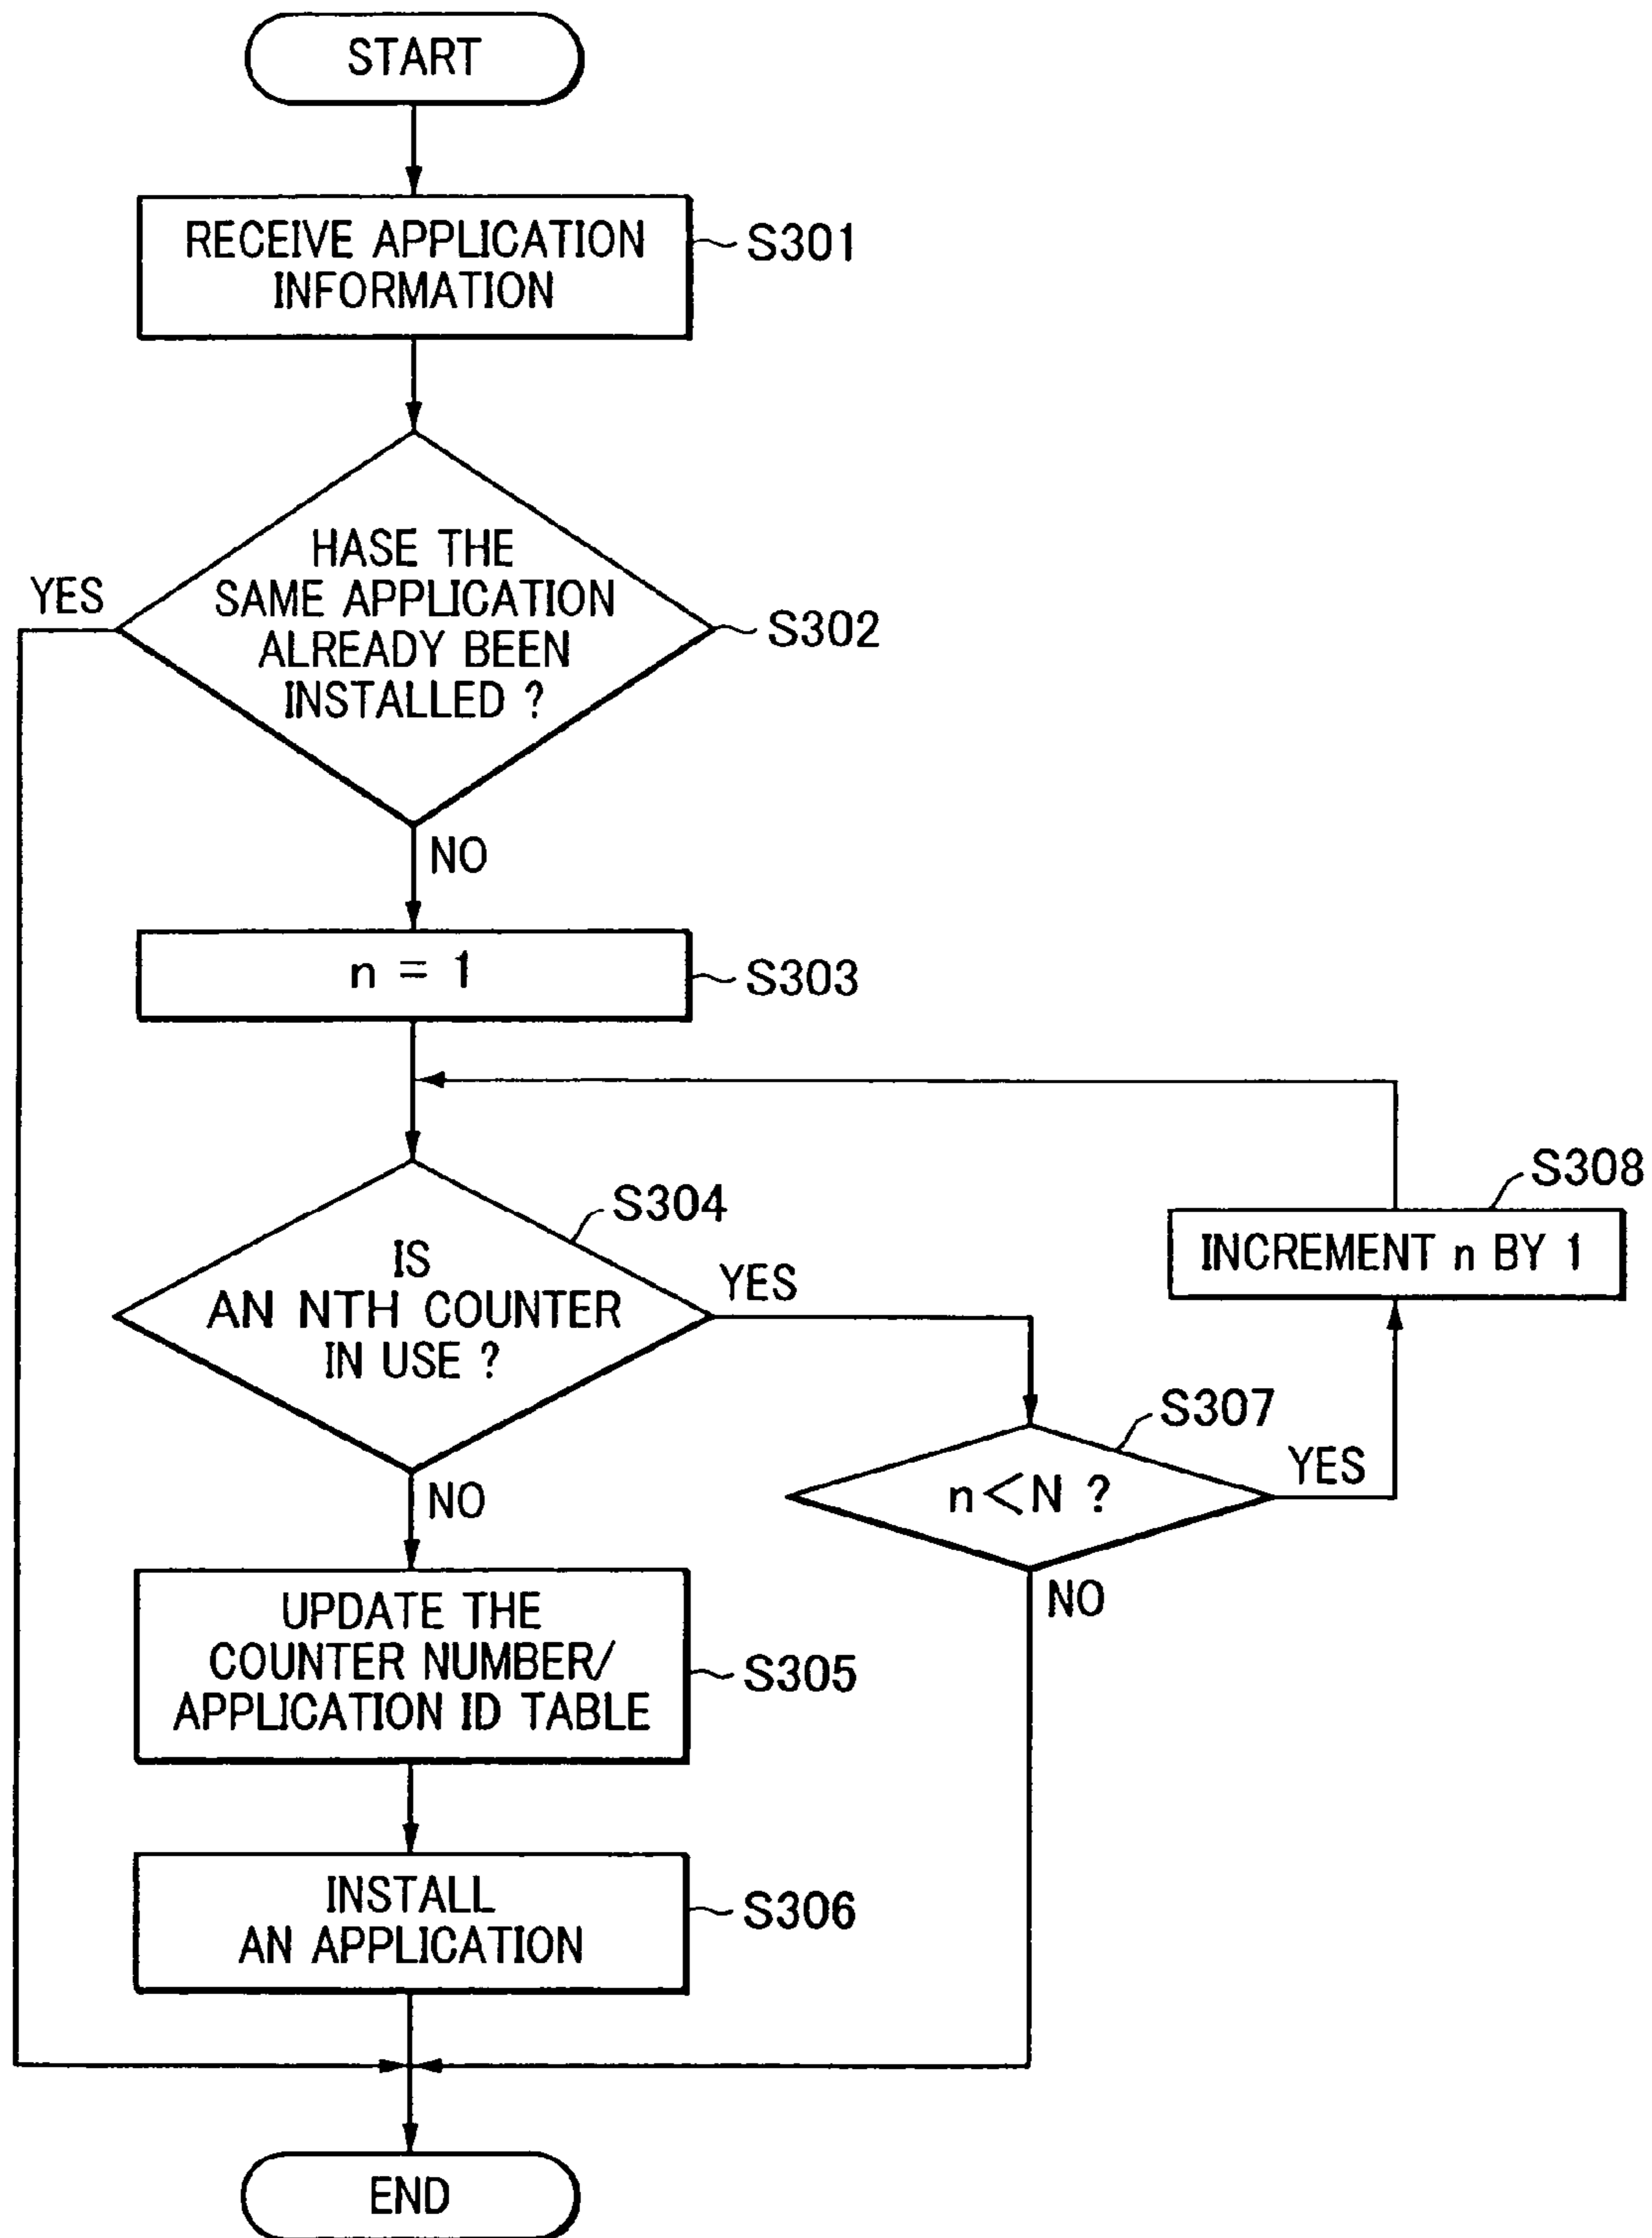 START
RECEIVE APPLICATION
INFORMATION
S301
HASE THE
SAME APPLICATION
ALREADY BEEN
INSTALLED ?
YES
S302
NO
n = 1
S303
S304
IS
AN NTH COUNTER
IN USE ?
YES
S308
INCREMENT n BY 1
S307
n<N ?
YES
NO
NO
UPDATE THE
COUNTER NUMBER/
APPLICATION ID TABLE
S305
INSTALL
AN APPLICATION
S306
END